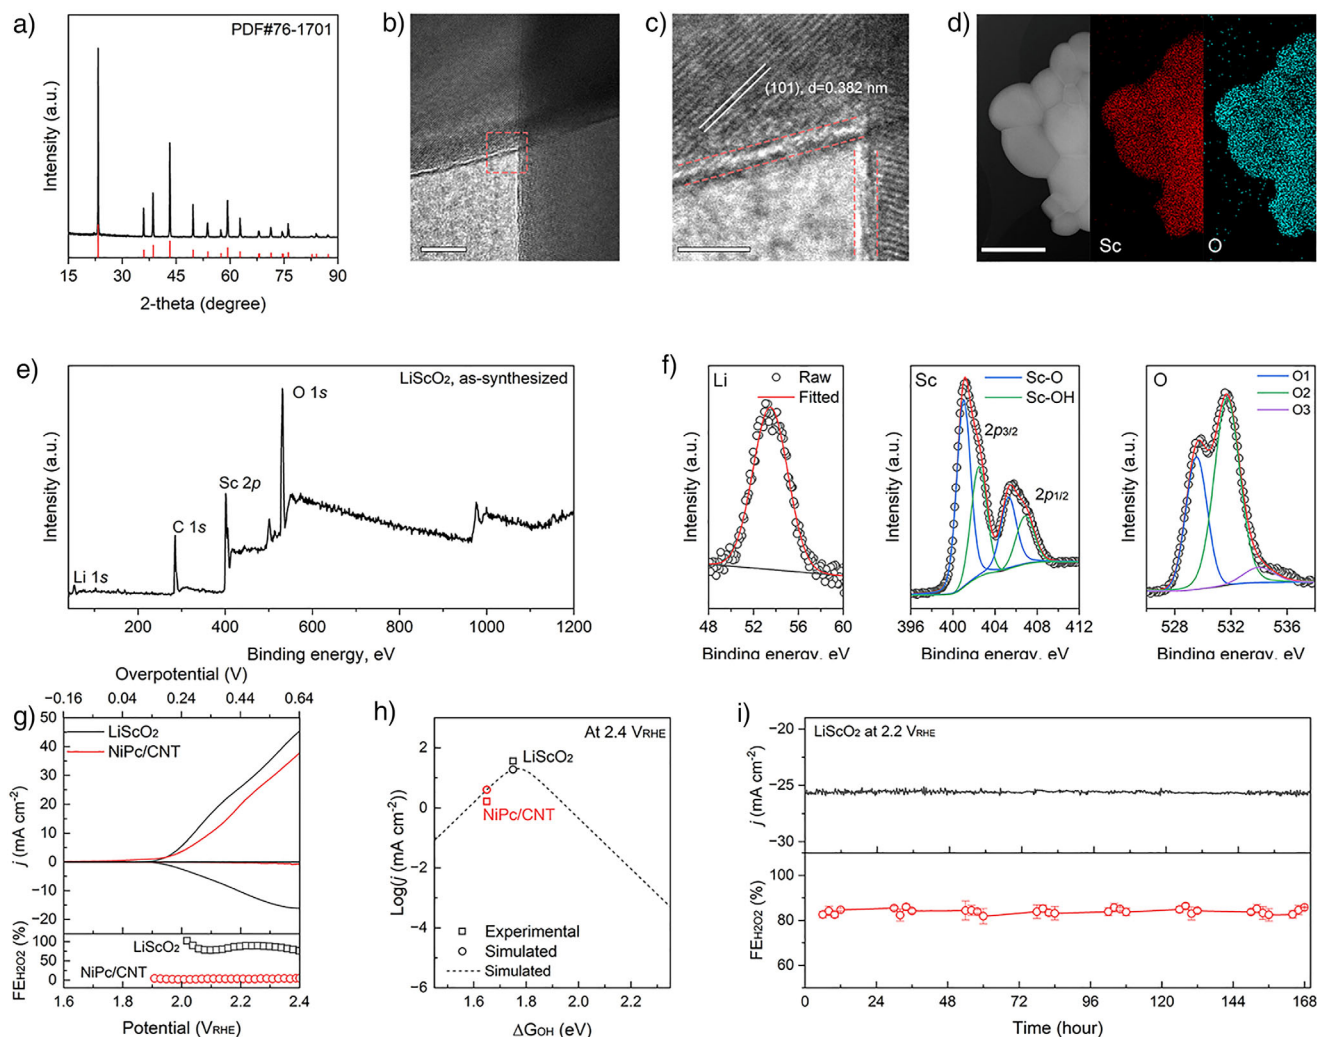 a)
PDF#76-1701
Intensity (a.u.)
15 30 45 60 75 90
2-theta (degree)
b)
c)
(101), d=0.382 nm
d)
Sc
O
e)
LiScO2, as-synthesized
O 1s
Sc 2p
C 1s
Li 1s
Intensity (a.u.)
200 400 600 800 1000 1200
Binding energy, eV
f)
Li
Raw
Fitted
Intensity (a.u.)
48 52 56 60
Binding energy, eV
Sc
Sc-O
Sc-OH
2p3/2
2p1/2
Intensity (a.u.)
396 400 404 408 412
Binding energy, eV
O
O1
O2
O3
Intensity (a.u.)
528 532 536
Binding energy, eV
Overpotential (V)
−0.16 0.04 0.24 0.44 0.64
g)
LiScO2
NiPc/CNT
50
40
30
20
10
0
−10
−20
j (mA cm-2)
LiScO2
NiPc/CNT
100
50
0
FEH2O2 (%)
1.6 1.8 2.0 2.2 2.4
Potential (VRHE)
h)
At 2.4 VRHE
LiScO2
NiPc/CNT
Experimental
Simulated
Simulated
2
0
−2
−4
−6
Log(j (mA cm-2))
1.6 1.8 2.0 2.2
ΔGOH (eV)
i)
LiScO2 at 2.2 VRHE
−20
−25
−30
j (mA cm-2)
100
80
60
FEH2O2 (%)
0 24 48 72 96 120 144 168
Time (hour)